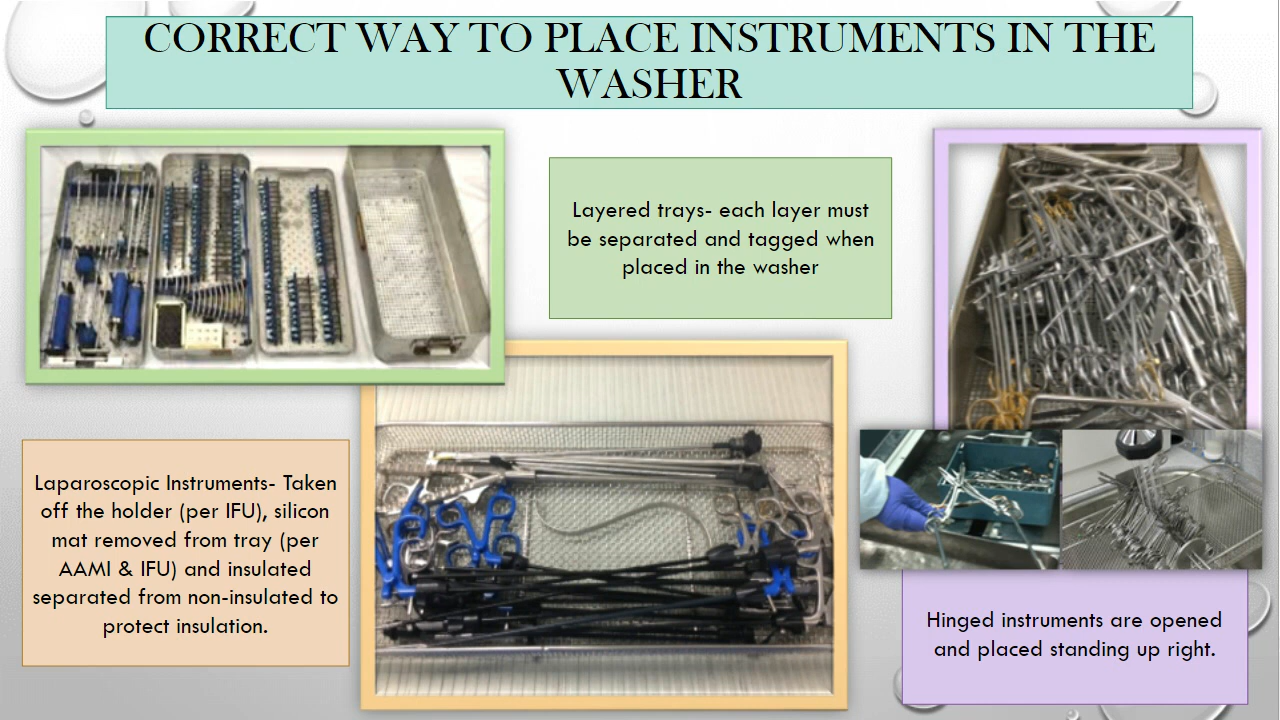 CORRECT WAY TO PLACE INSTRUMENTS IN THE
WASHER
Layered trays- each layer must
be separated and tagged when
placed in the washer
Laparoscopic Instruments- Taken
off the holder (per IFU), silicon
mat removed from tray (per
AAMI & IFU) and insulated
separated from non-insulated to
protect insulation.
Hinged instruments are opened
and placed standing up right.